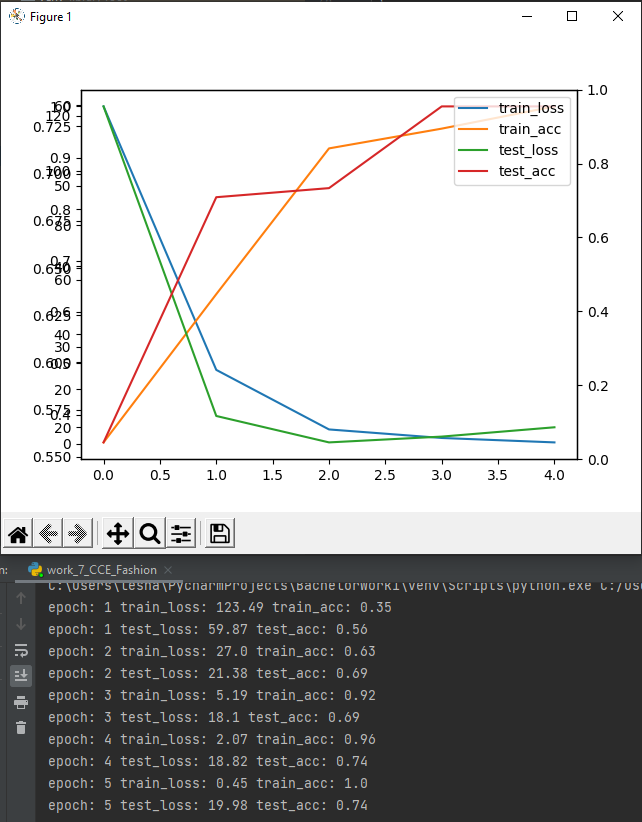 Figure 1
60
120
0.725
0.9
100
0.700
50
0.8
0.675
80
0.7
40
0.650
60
0.6
0.625
40
30
0.605
0.5
20
0.575
0.4
20
0
0.550
1.0
0.8
0.6
0.4
0.2
0.0
train_loss
train_acc
test_loss
test_acc
0.0 0.5 1.0 1.5 2.0 2.5 3.0 3.5 4.0
n: work_7_CCE_Fashion ×
C:\Users\lesha\PycharmProjects\BachelorWork1\venv\Scripts\python.exe C:/Use
epoch: 1 train_loss: 123.49 train_acc: 0.35
epoch: 1 test_loss: 59.87 test_acc: 0.56
epoch: 2 train_loss: 27.0 train_acc: 0.63
epoch: 2 test_loss: 21.38 test_acc: 0.69
epoch: 3 train_loss: 5.19 train_acc: 0.92
epoch: 3 test_loss: 18.1 test_acc: 0.69
epoch: 4 train_loss: 2.07 train_acc: 0.96
epoch: 4 test_loss: 18.82 test_acc: 0.74
epoch: 5 train_loss: 0.45 train_acc: 1.0
epoch: 5 test_loss: 19.98 test_acc: 0.74